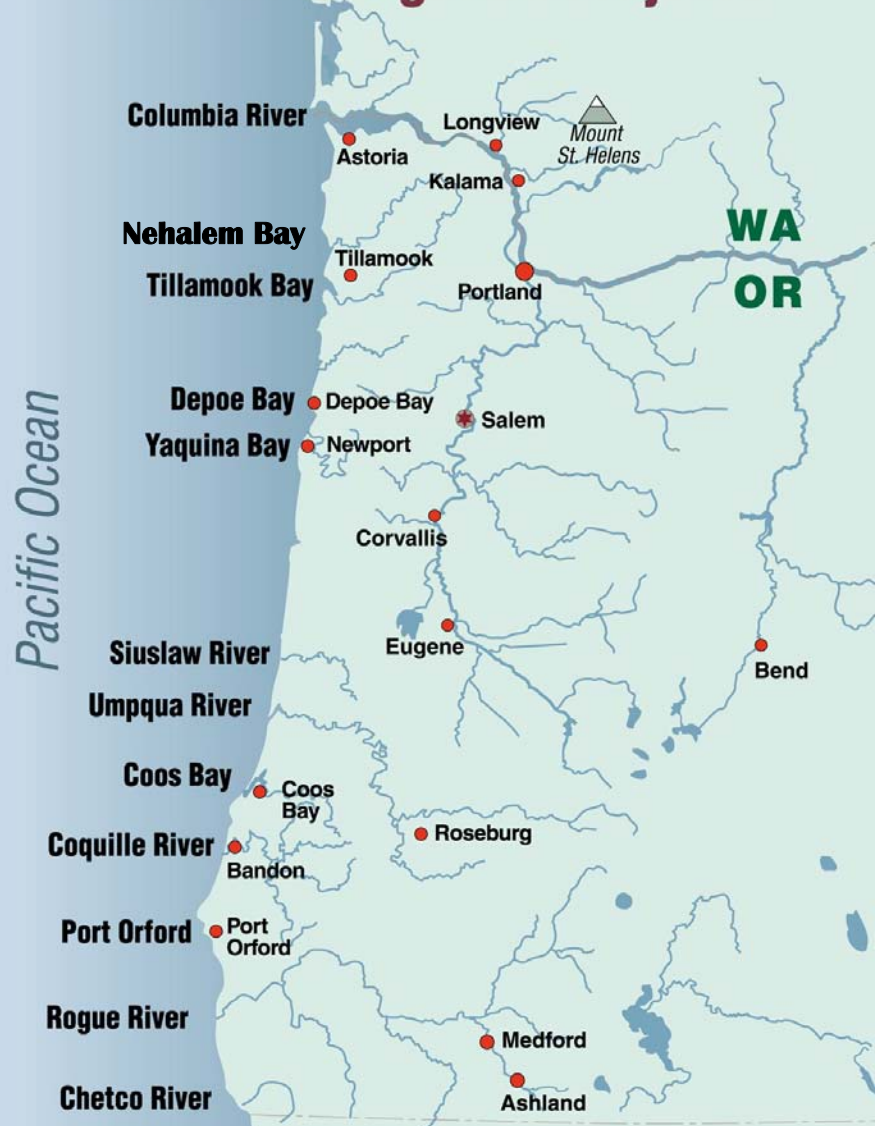 Columbia River
Longview
Mount
St. Helens
Astoria
Kalama
WA
Nehalem Bay
Tillamook
Tillamook Bay
Portland
OR
Pacific Ocean
Depoe Bay
Depoe Bay
Salem
Yaquina Bay
Newport
Corvallis
Eugene
Siuslaw River
Bend
Umpqua River
Coos Bay
Coos
Bay
Roseburg
Coquille River
Bandon
Port Orford
Port
Orford
Rogue River
Medford
Chetco River
Ashland